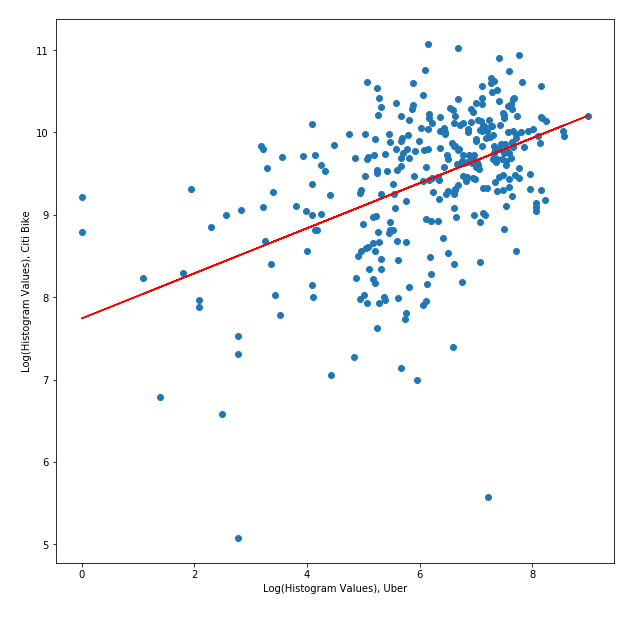 11
10
9
8
7
6
5
Log(Histogram Values), Citi Bike
0 2 4 6 8
Log(Histogram Values), Uber